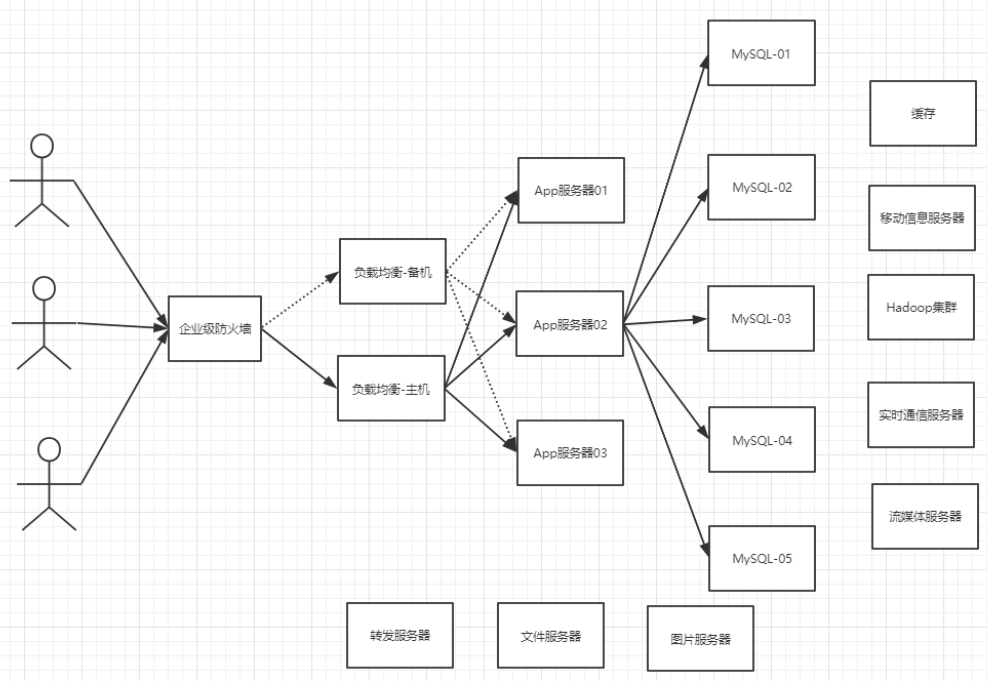 MySQL-01
缓存
App服务器01
MySQL-02
移动信息服务器
负载均衡-备机
企业级防火墙
App服务器02
MySQL-03
Hadoop集群
负载均衡-主机
App服务器03
MySQL-04
实时通信服务器
流媒体服务器
MySQL-05
转发服务器
文件服务器
图片服务器